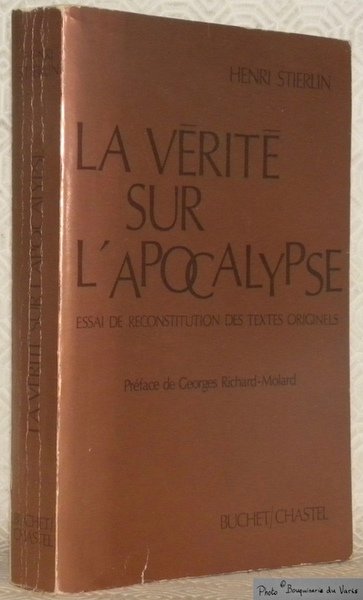 HENRI STIERLIN
LA VÉRITÉ
SUR
L'APOCALYPSE
ESSAI DE RECONSTITUTION DES TEXTES ORIGINELS
Préface de Georges Richard-Molard
BUCHET/CHASTEL
LA VÉRITÉ SUR L'APOCALYPSE
BUCHET/
CHASTEL
Photo © Bouquinerie du Varis